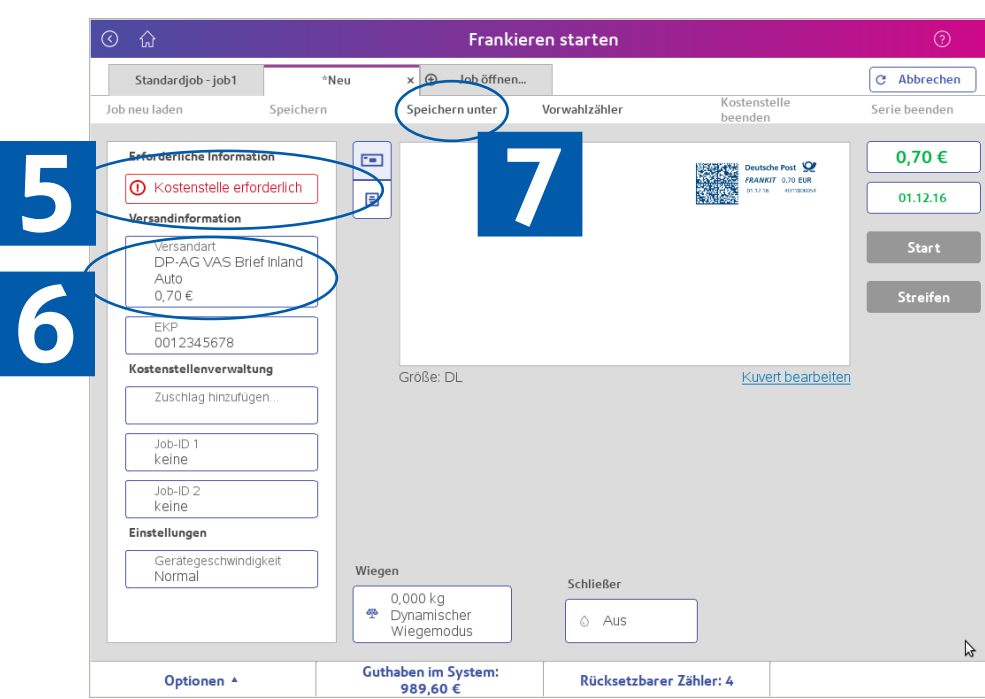 Frankieren starten
?
Standardjob - job1
*Neu
x
Job öffnen...
Abbrechen
Job neu laden
Speichern
Speichern unter
Vorwahlzähler
Kostenstelle
beenden
Serie beenden
5
Erforderliche Information
Kostenstelle erforderlich
Versandinformation
6
Versandart
DP-AG VAS Brief Inland
Auto
0,70 €
EKP
0012345678
Kostenstellenverwaltung
Zuschlag hinzufügen...
Job-ID 1
keine
Job-ID 2
keine
Einstellungen
Gerätegeschwindigkeit
Normal
7
Deutsche Post
FRANKIT 0,70 EUR
01.12.16
Größe: DL
Kuvert bearbeiten
0,70 €
01.12.16
Start
Streifen
Wiegen
0,000 kg
Dynamischer
Wiegemodus
Schließer
Aus
Optionen
Guthaben im System:
989,60 €
Rücksetzbarer Zähler: 4